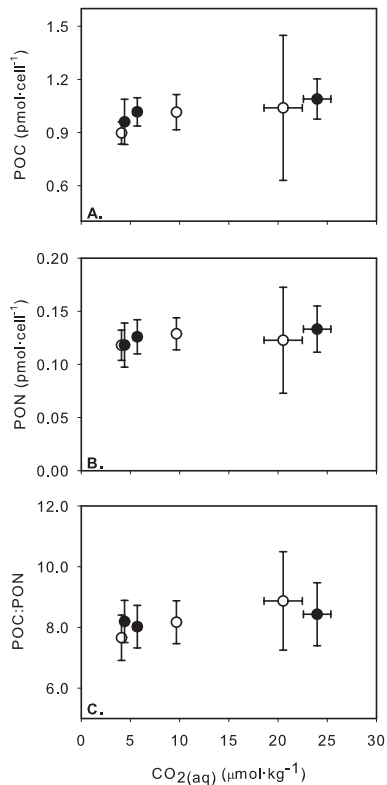 1.5
1.2
0.9
0.6
POC (pmol·cell⁻¹)
A.
0.20
0.15
0.10
0.05
0.00
PON (pmol·cell⁻¹)
B.
12.0
10.0
8.0
6.0
POC:PON
C.
0 5 10 15 20 25 30
CO₂₍aq₎ (μmol·kg⁻¹)